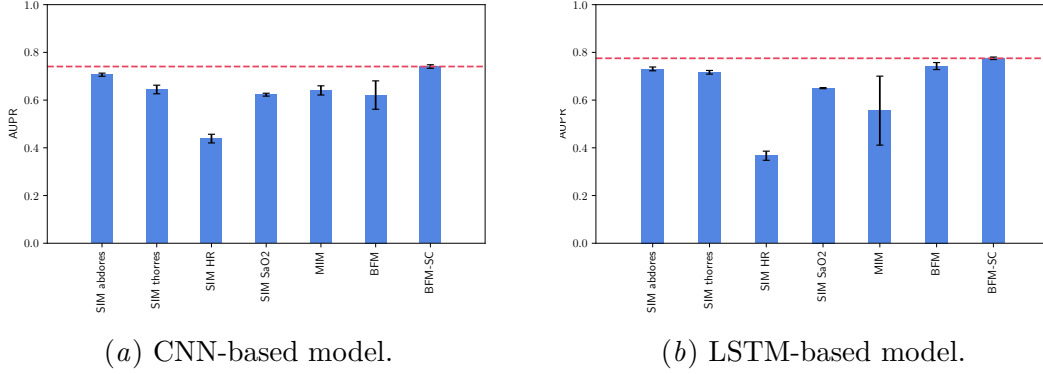 1.0
0.8
0.6
0.4
0.2
0.0
AUPR
SIM abdores
SIM thorres
SIM HR
SIM SaO2
MIM
BFM
BFM-SC
(a) CNN-based model.
1.0
0.8
0.6
0.4
0.2
0.0
AUPR
SIM abdores
SIM thorres
SIM HR
SIM SaO2
MIM
BFM
BFM-SC
(b) LSTM-based model.